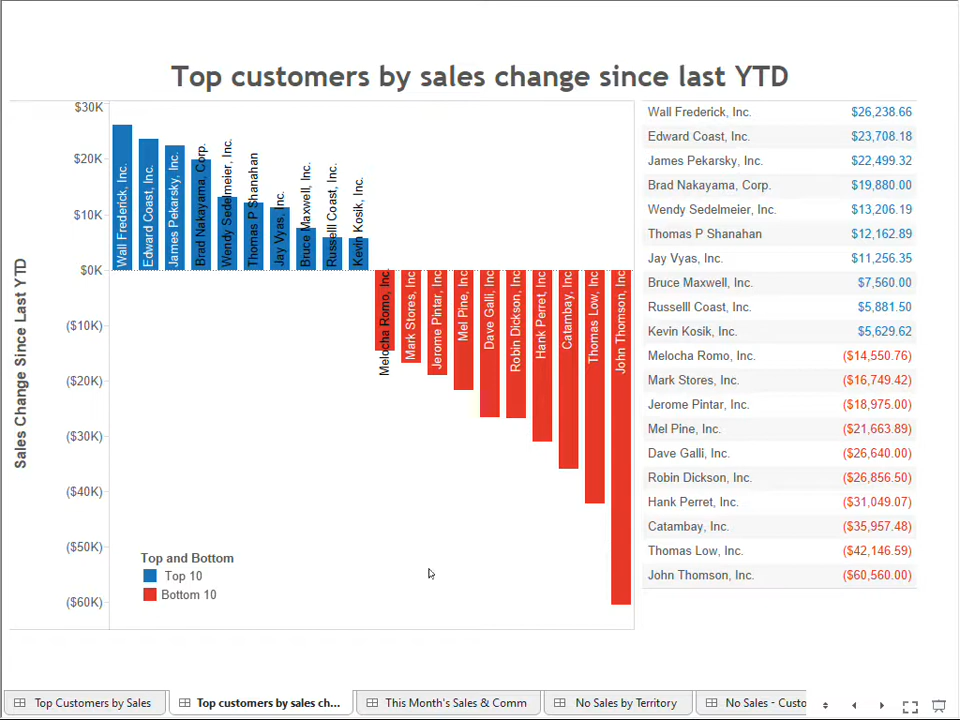 Top customers by sales change since last YTD
Sales Change Since Last YTD
$30K
$20K
$10K
$0K
($10K)
($20K)
($30K)
($40K)
($50K)
($60K)
Wall Frederick, Inc.
Edward Coast, Inc.
James Pekarsky, Inc.
Brad Nakayama, Corp.
Wendy Sedelmeier, Inc.
Thomas P Shanahan
Jay Vyas, Inc.
Bruce Maxwell, Inc.
Russelll Coast, Inc.
Kevin Kosik, Inc.
Melocha Romo, Inc.
Mark Stores, Inc
Jerome Pintar, Inc
Mel Pine, Inc
Dave Galli, Inc
Robin Dickson, Inc
Hank Perret, Inc
Catambay, Inc
Thomas Low, Inc
John Thomson, Inc
Top and Bottom
Top 10
Bottom 10
Wall Frederick, Inc. $26,238.66
Edward Coast, Inc. $23,708.18
James Pekarsky, Inc. $22,499.32
Brad Nakayama, Corp. $19,880.00
Wendy Sedelmeier, Inc. $13,206.19
Thomas P Shanahan $12,162.89
Jay Vyas, Inc. $11,256.35
Bruce Maxwell, Inc. $7,560.00
Russelll Coast, Inc. $5,881.50
Kevin Kosik, Inc. $5,629.62
Melocha Romo, Inc. ($14,550.76)
Mark Stores, Inc. ($16,749.42)
Jerome Pintar, Inc. ($18,975.00)
Mel Pine, Inc. ($21,663.89)
Dave Galli, Inc. ($26,640.00)
Robin Dickson, Inc. ($26,856.50)
Hank Perret, Inc. ($31,049.07)
Catambay, Inc. ($35,957.48)
Thomas Low, Inc. ($42,146.59)
John Thomson, Inc. ($60,560.00)
Top Customers by Sales
Top customers by sales ch...
This Month's Sales & Comm
No Sales by Territory
No Sales - Custo